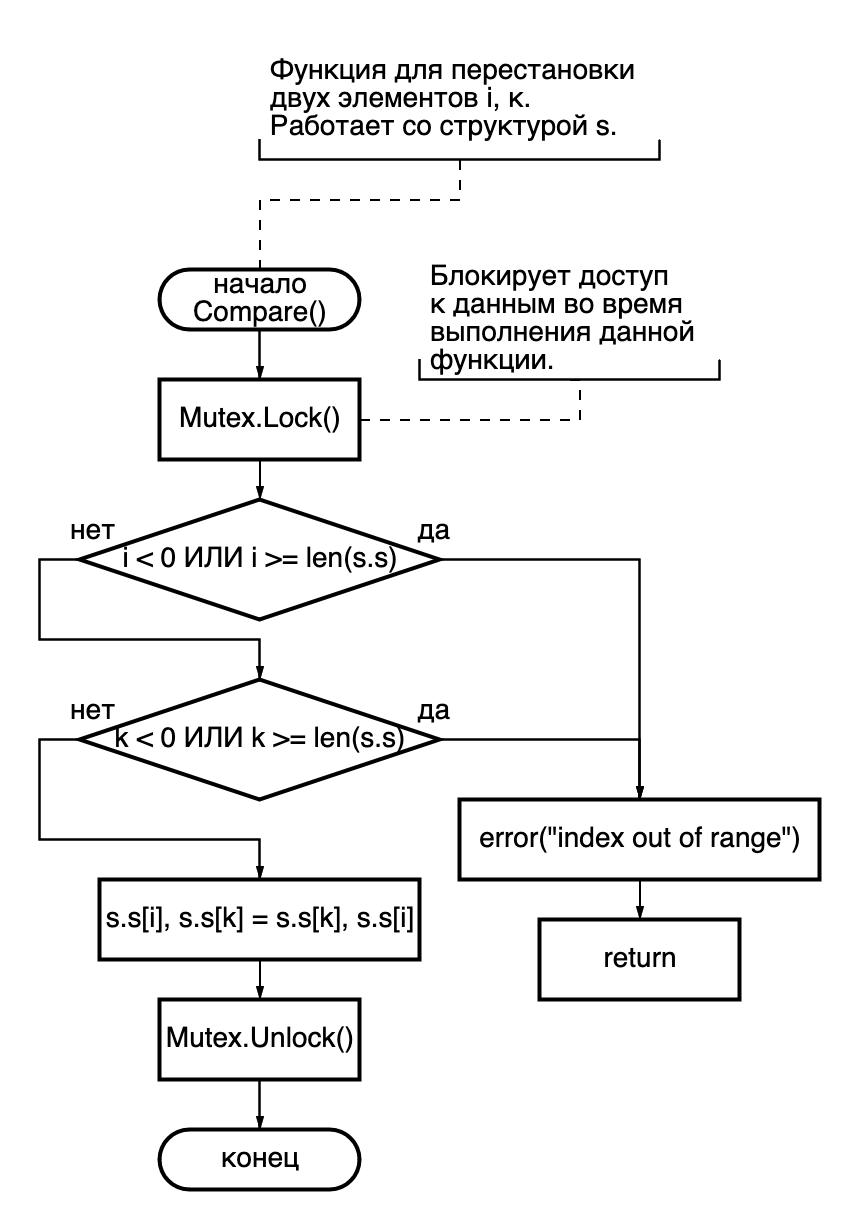 Функция для перестановки
двух элементов i, к.
Работает со структурой s.
начало
Compare()
Блокирует доступ
к данным во время
выполнения данной
функции.
Mutex.Lock()
нет
да
i < 0 ИЛИ i >= len(s.s)
нет
да
k < 0 ИЛИ k >= len(s.s)
error("index out of range")
s.s[i], s.s[k] = s.s[k], s.s[i]
return
Mutex.Unlock()
конец